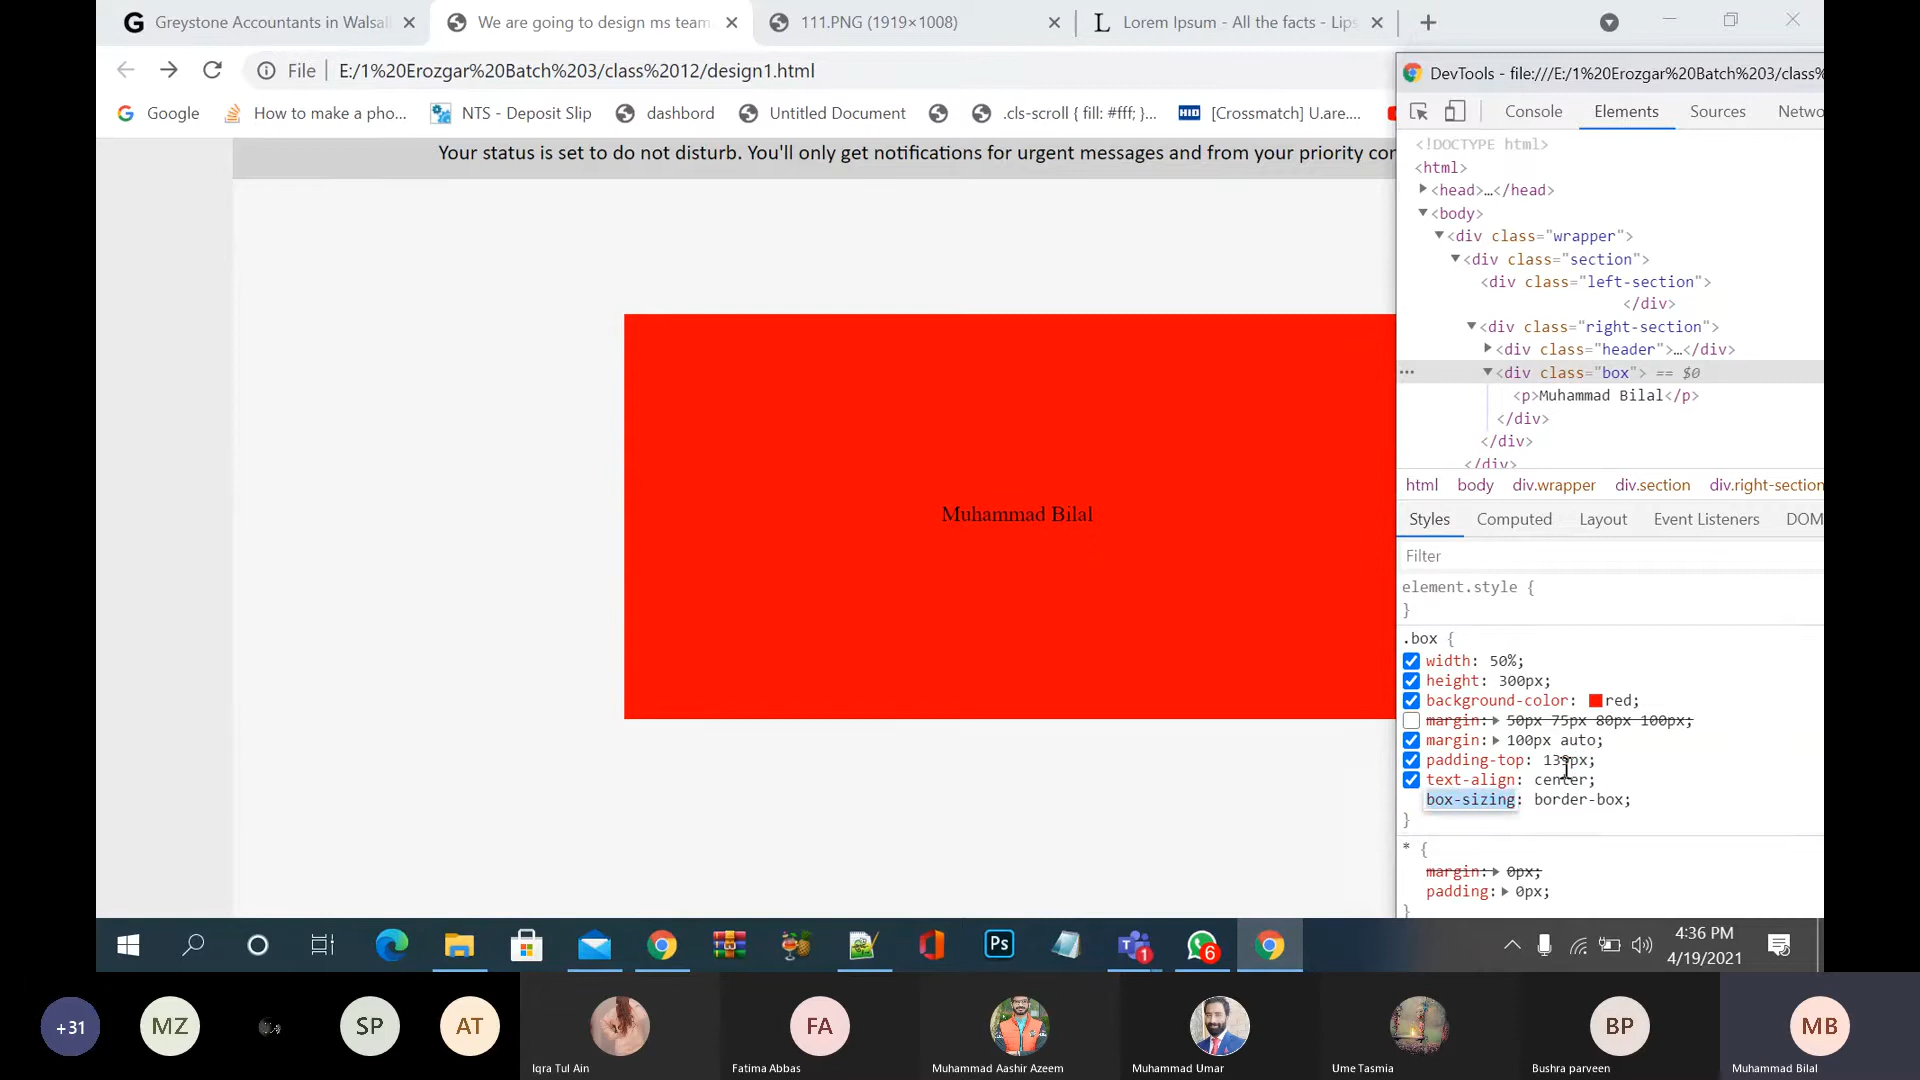 Greystone Accountants in Walsal
We are going to design ms team
111.PNG (1919×1008)
Lorem Ipsum - All the facts - Lips
File
E:/1%20Erozgar%20Batch%203/class%2012/design1.html
Google
How to make a pho...
NTS - Deposit Slip
dashbord
Untitled Document
.cls-scroll { fill: #fff; }...
HID
[Crossmatch] U.are....
Your status is set to do not disturb. You'll only get notifications for urgent messages and from your priority con
Muhammad Bilal
DevTools - file:///E:/1%20Erozgar%20Batch%203/class%
Console
Elements
Sources
Netwo
<!DOCTYPE html>
<html>
<head>…</head>
<body>
<div class="wrapper">
<div class="section">
<div class="left-section">
</div>
<div class="right-section">
<div class="header">…</div>
<div class="box"> == $0
<p>Muhammad Bilal</p>
</div>
</div>
</div>
html
body
div.wrapper
div.section
div.right-section
Styles
Computed
Layout
Event Listeners
DOM
Filter
element.style {
}
.box {
width: 50%;
height: 300px;
background-color: red;
margin: 50px 75px 80px 100px;
margin: 100px auto;
text-align: center;
box-sizing: border-box;
}
* {
margin: 0px;
padding: 0px;
}
Ps
1
6
4:36 PM
4/19/2021
+31
MZ
SP
AT
Iqra Tul Ain
FA
Fatima Abbas
Muhammad Aashir Azeem
Muhammad Umar
Ume Tasmia
BP
Bushra parveen
MB
Muhammad Bilal